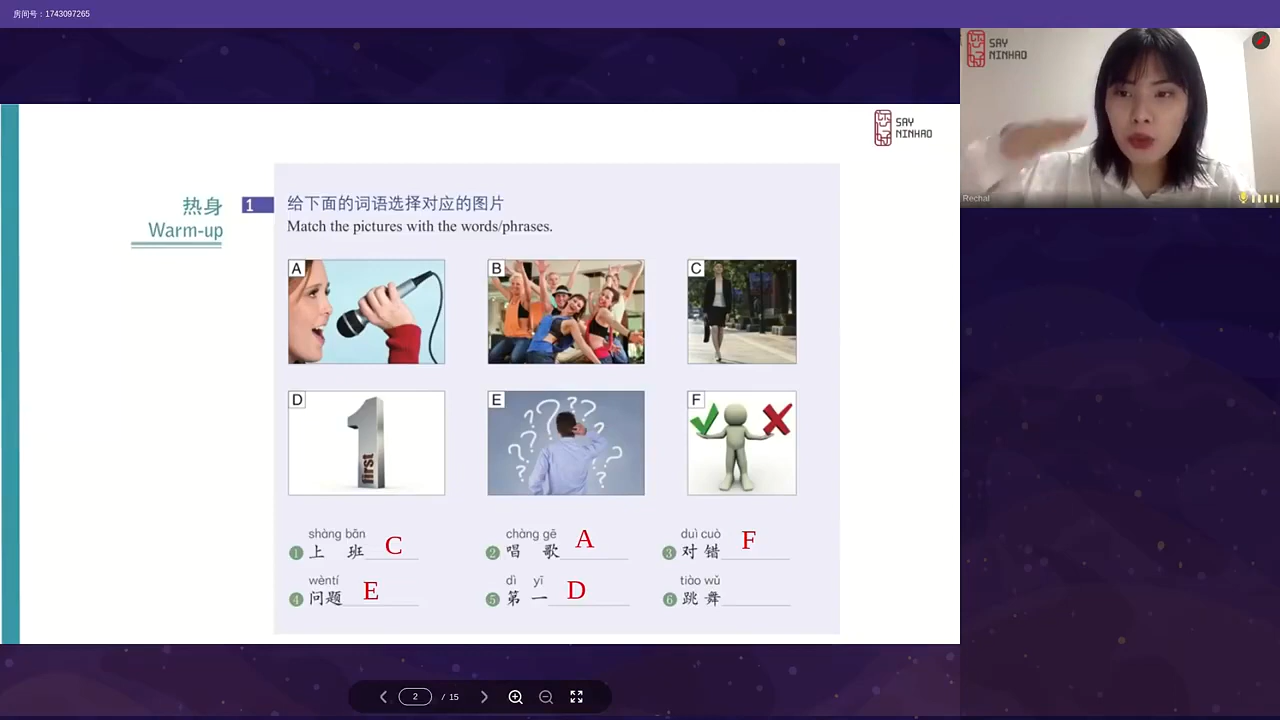 房间号：1743097265
SAY
NINHAO
Rechal
SAY
NINHAO
热身
Warm-up
1
给下面的词语选择对应的图片
Match the pictures with the words/phrases.
A
B
C
D
first
E
F
shàng bān
① 上 班 C
chàng gē
② 唱 歌 A
duì cuò
③ 对 错 F
wèntí
④ 问题 E
dì yī
⑤ 第 一 D
tiào wǔ
⑥ 跳 舞
2 / 15